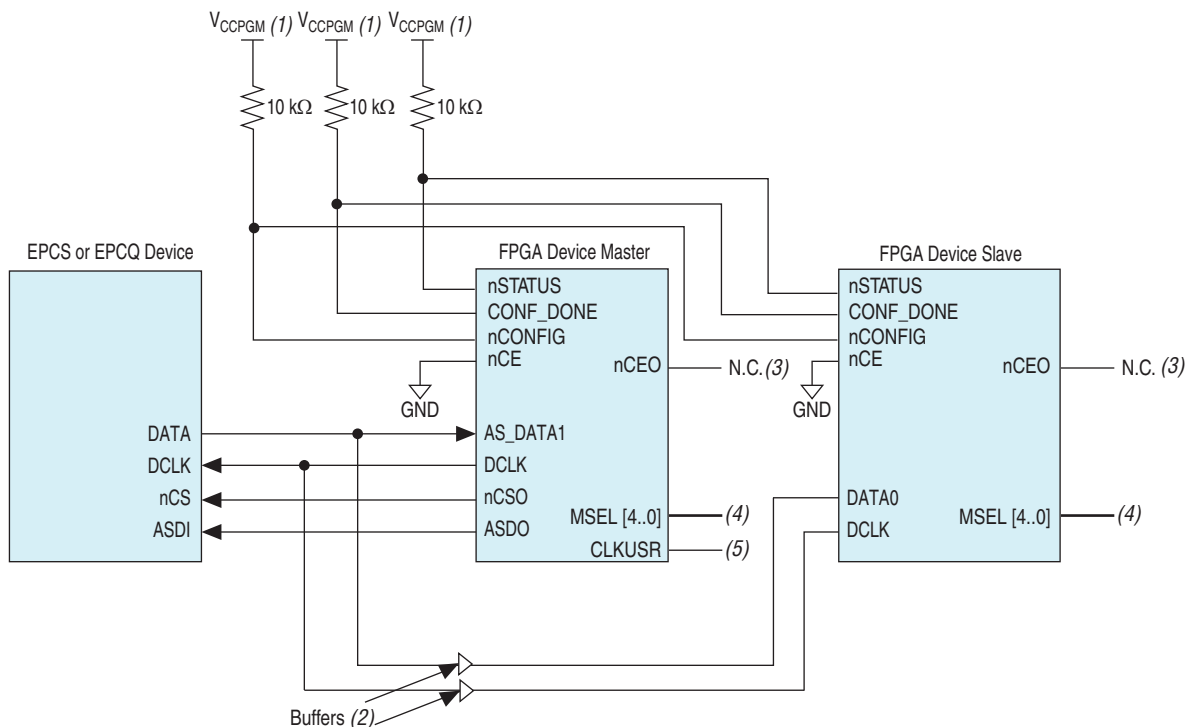 VCCPGM (1) VCCPGM (1) VCCPGM (1)
10 kΩ 10 kΩ 10 kΩ
EPCS or EPCQ Device
DATA
DCLK
nCS
ASDI
FPGA Device Master
nSTATUS
CONF_DONE
nCONFIG
nCE
nCEO
N.C. (3)
GND
AS_DATA1
DCLK
nCSO
ASDO
MSEL [4..0]
(4)
CLKUSR
(5)
FPGA Device Slave
nSTATUS
CONF_DONE
nCONFIG
nCE
nCEO
N.C. (3)
GND
DATA0
DCLK
MSEL [4..0]
(4)
Buffers (2)